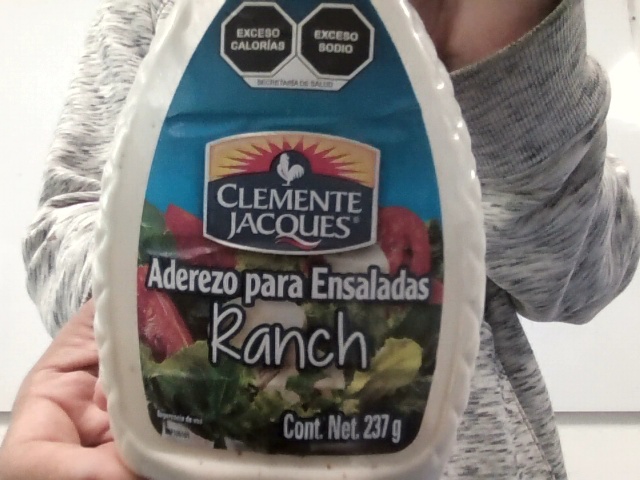 EXCESO
CALORÍAS
EXCESO
SODIO
SECRETARÍA DE SALUD
CLEMENTE
JACQUES®
Aderezo para Ensaladas
Ranch
Cont. Net. 237 g